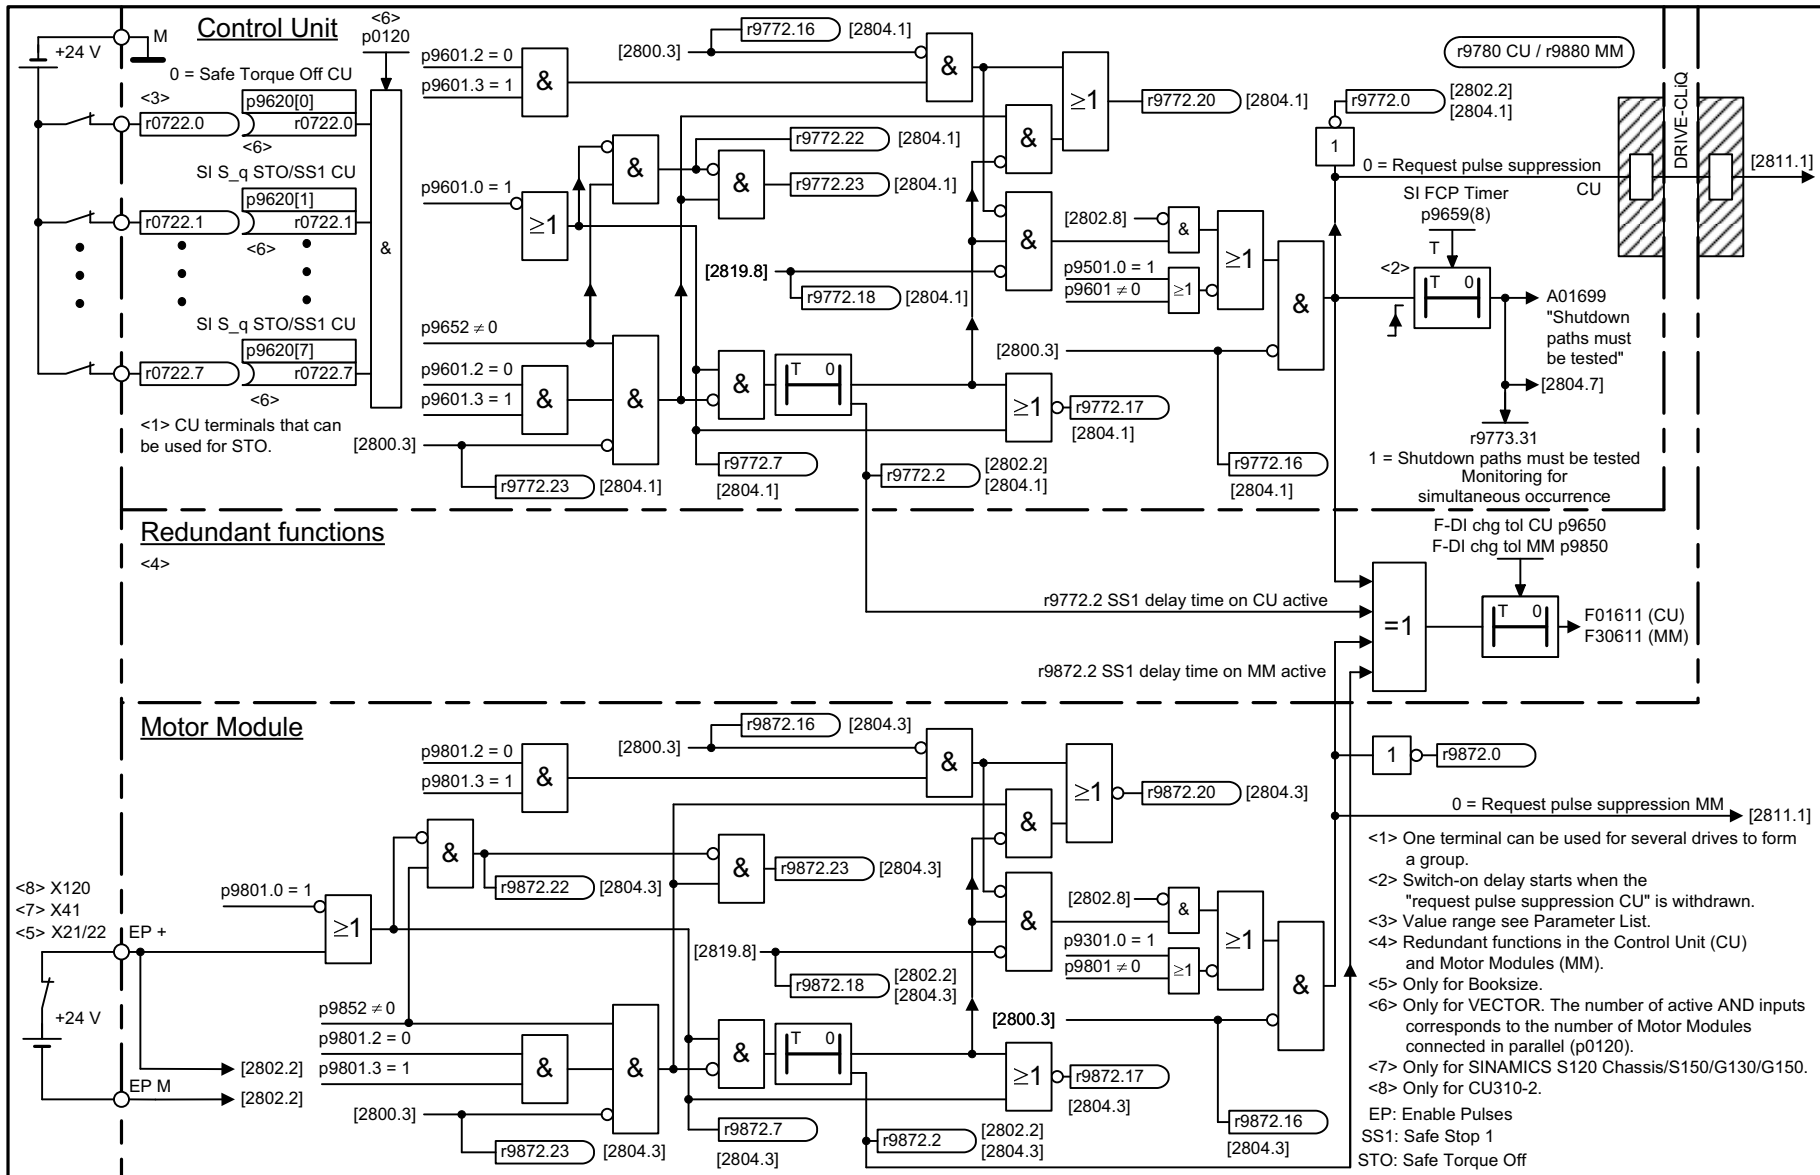 Control Unit
<6>
p0120
M
+24 V
0 = Safe Torque Off CU
<3>
p9620[0]
r0722.0
r0722.0
<6>
SI S_q STO/SS1 CU
p9620[1]
r0722.1
r0722.1
<6>
SI S_q STO/SS1 CU
p9620[7]
r0722.7
r0722.7
<6>
<1> CU terminals that can
be used for STO.
&
p9601.2 = 0
p9601.3 = 1
&
[2800.3]
r9772.16
[2804.1]
&
≥1
r9772.20
[2804.1]
&
r9772.22
[2804.1]
&
&
r9772.23
[2804.1]
p9601.0 = 1
≥1
[2819.8]
r9772.18
[2804.1]
&
[2802.8]
&
p9501.0 = 1
p9601 ≠ 0
≥1
≥1
&
p9652 ≠ 0
p9601.2 = 0
p9601.3 = 1
&
&
[2800.3]
r9772.23
[2804.1]
&
T 0
≥1
r9772.17
[2804.1]
r9772.7
[2804.1]
r9772.2
[2802.2]
[2804.1]
[2800.3]
r9772.16
[2804.1]
r9780 CU / r9880 MM
r9772.0
[2802.2]
[2804.1]
1
0 = Request pulse suppression
CU
DRIVE-CLiQ
[2811.1]
SI FCP Timer
p9659(8)
T
<2>
T 0
A01699
"Shutdown
paths must
be tested"
[2804.7]
r9773.31
1 = Shutdown paths must be tested
Monitoring for
simultaneous occurrence
Redundant functions
<4>
F-DI chg tol CU p9650
F-DI chg tol MM p9850
r9772.2 SS1 delay time on CU active
=1
T 0
F01611 (CU)
F30611 (MM)
r9872.2 SS1 delay time on MM active
Motor Module
p9801.2 = 0
p9801.3 = 1
&
[2800.3]
r9872.16
[2804.3]
&
≥1
r9872.20
[2804.3]
&
1
r9872.0
0 = Request pulse suppression MM
[2811.1]
&
r9872.22
[2804.3]
&
r9872.23
[2804.3]
p9801.0 = 1
≥1
<8> X120
<7> X41
<5> X21/22
EP +
+24 V
EP M
[2802.2]
[2802.2]
[2819.8]
r9872.18
[2802.2]
[2804.3]
&
[2802.8]
&
p9301.0 = 1
p9801 ≠ 0
≥1
≥1
&
p9852 ≠ 0
p9801.2 = 0
p9801.3 = 1
&
&
[2800.3]
r9872.23
[2804.3]
&
T 0
≥1
r9872.17
[2804.3]
r9872.7
[2804.3]
r9872.2
[2802.2]
[2804.3]
[2800.3]
r9872.16
[2804.3]
<1> One terminal can be used for several drives to form
a group.
<2> Switch-on delay starts when the
"request pulse suppression CU" is withdrawn.
<3> Value range see Parameter List.
<4> Redundant functions in the Control Unit (CU)
and Motor Modules (MM).
<5> Only for Booksize.
<6> Only for VECTOR. The number of active AND inputs
corresponds to the number of Motor Modules
connected in parallel (p0120).
<7> Only for SINAMICS S120 Chassis/S150/G130/G150.
<8> Only for CU310-2.
EP: Enable Pulses
SS1: Safe Stop 1
STO: Safe Torque Off